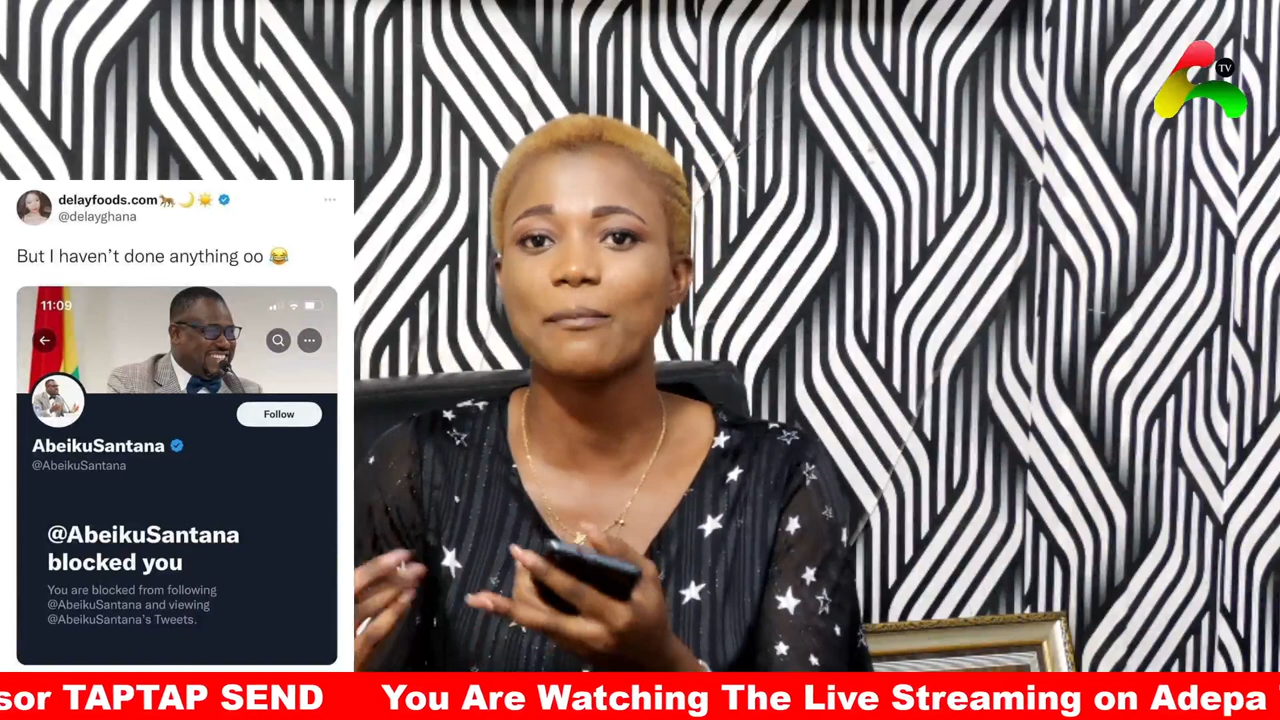 TV
delayfoods.com🐆🌙☀️
@delayghana
But I haven't done anything oo 😂
11:09
Follow
AbeikuSantana
@AbeikuSantana
@AbeikuSantana
blocked you
You are blocked from following
@AbeikuSantana and viewing
@AbeikuSantana's Tweets.
sor TAPTAP SEND You Are Watching The Live Streaming on Adepa